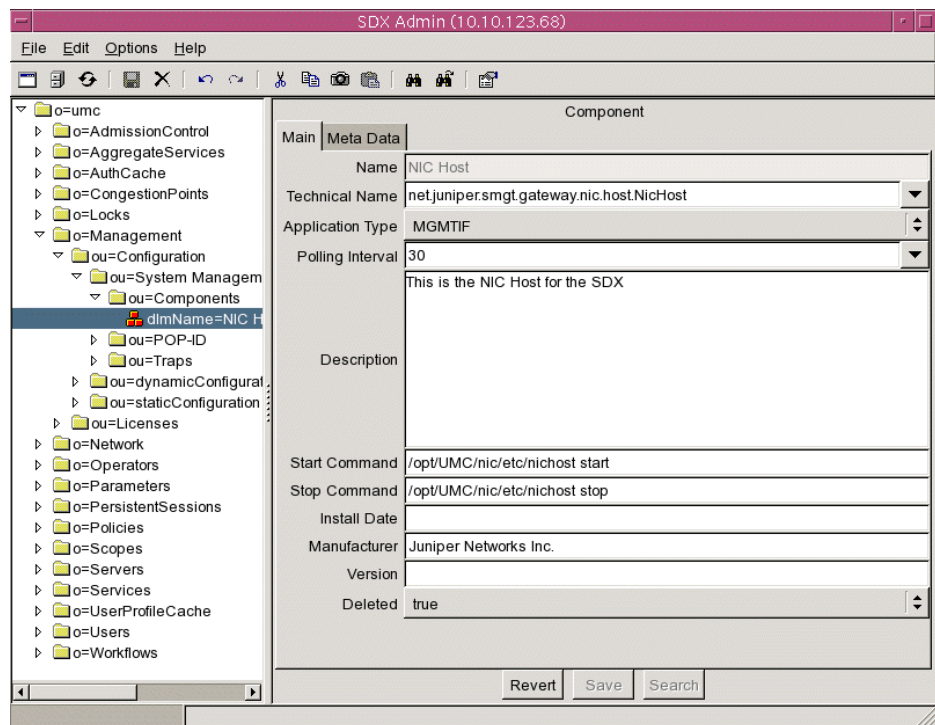 SDX Admin (10.10.123.68)
File Edit Options Help
o=umc
o=AdmissionControl
o=AggregateServices
o=AuthCache
o=CongestionPoints
o=Locks
o=Management
ou=Configuration
ou=System Managem
ou=Components
dlmName=NIC H
ou=POP-ID
ou=Traps
ou=dynamicConfigurat
ou=staticConfiguration
ou=Licenses
o=Network
o=Operators
o=Parameters
o=PersistentSessions
o=Policies
o=Scopes
o=Servers
o=Services
o=UserProfileCache
o=Users
o=Workflows
Component
Main Meta Data
Name NIC Host
Technical Name net.juniper.smgt.gateway.nic.host.NicHost
Application Type MGMTIF
Polling Interval 30
Description This is the NIC Host for the SDX
Start Command /opt/UMC/nic/etc/nichost start
Stop Command /opt/UMC/nic/etc/nichost stop
Install Date
Manufacturer Juniper Networks Inc.
Version
Deleted true
Revert Save Search